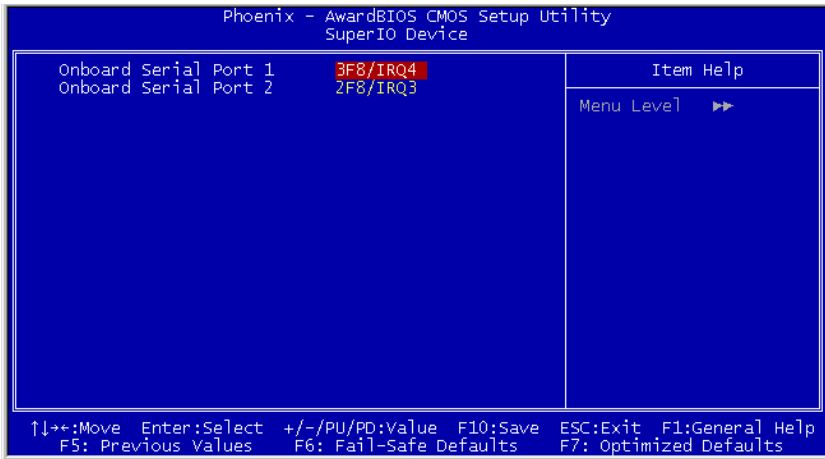 Phoenix - AwardBIOS CMOS Setup Utility
SuperIO Device
Onboard Serial Port 1 3F8/IRQ4
Onboard Serial Port 2 2F8/IRQ3
Item Help
Menu Level ►►
↑↓→←:Move Enter:Select +/-/PU/PD:Value F10:Save ESC:Exit F1:General Help
F5: Previous Values F6: Fail-Safe Defaults F7: Optimized Defaults